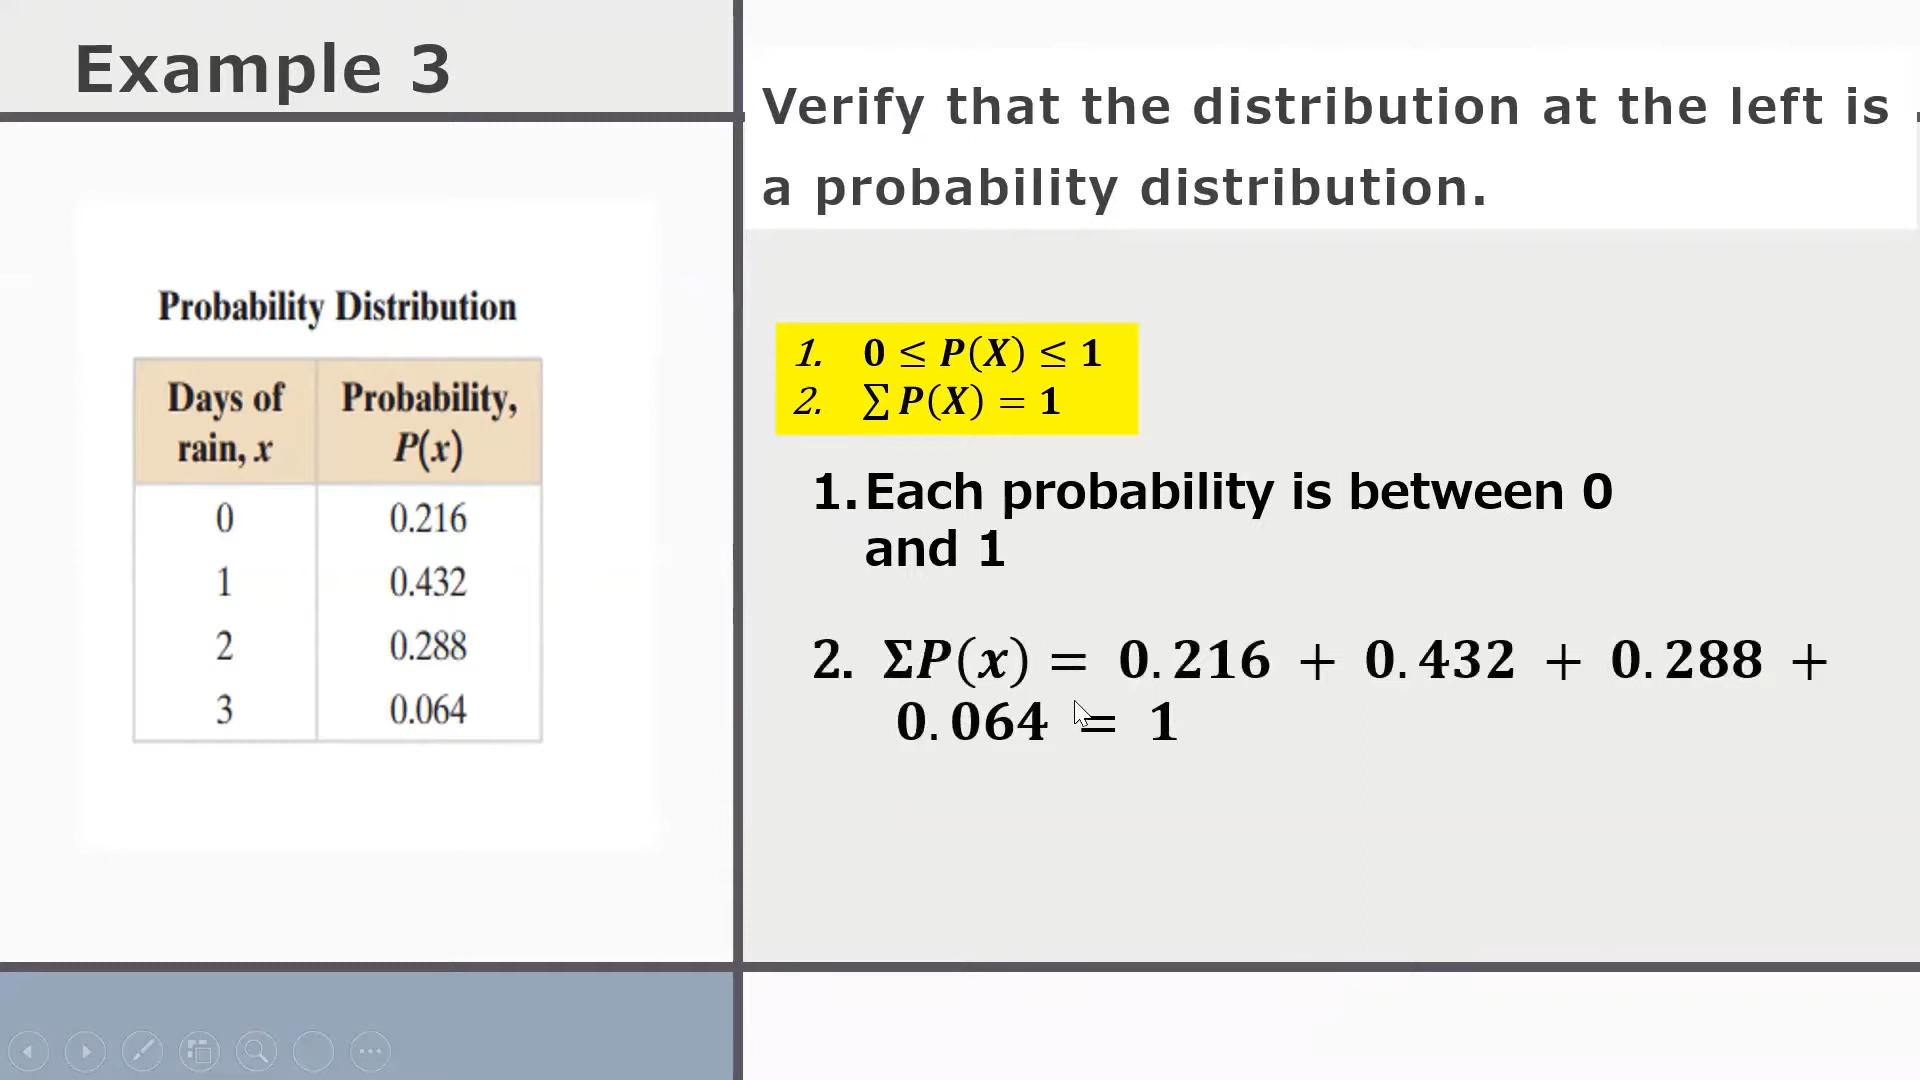 Example 3
Verify that the distribution at the left is
a probability distribution.
Probability Distribution
Days of rain, x	Probability, P(x)
0	0.216
1	0.432
2	0.288
3	0.064
1. 0 ≤ P(X) ≤ 1
2. ∑ P(X) = 1
1. Each probability is between 0
and 1
2. ΣP(x) = 0.216 + 0.432 + 0.288 +
0.064 = 1